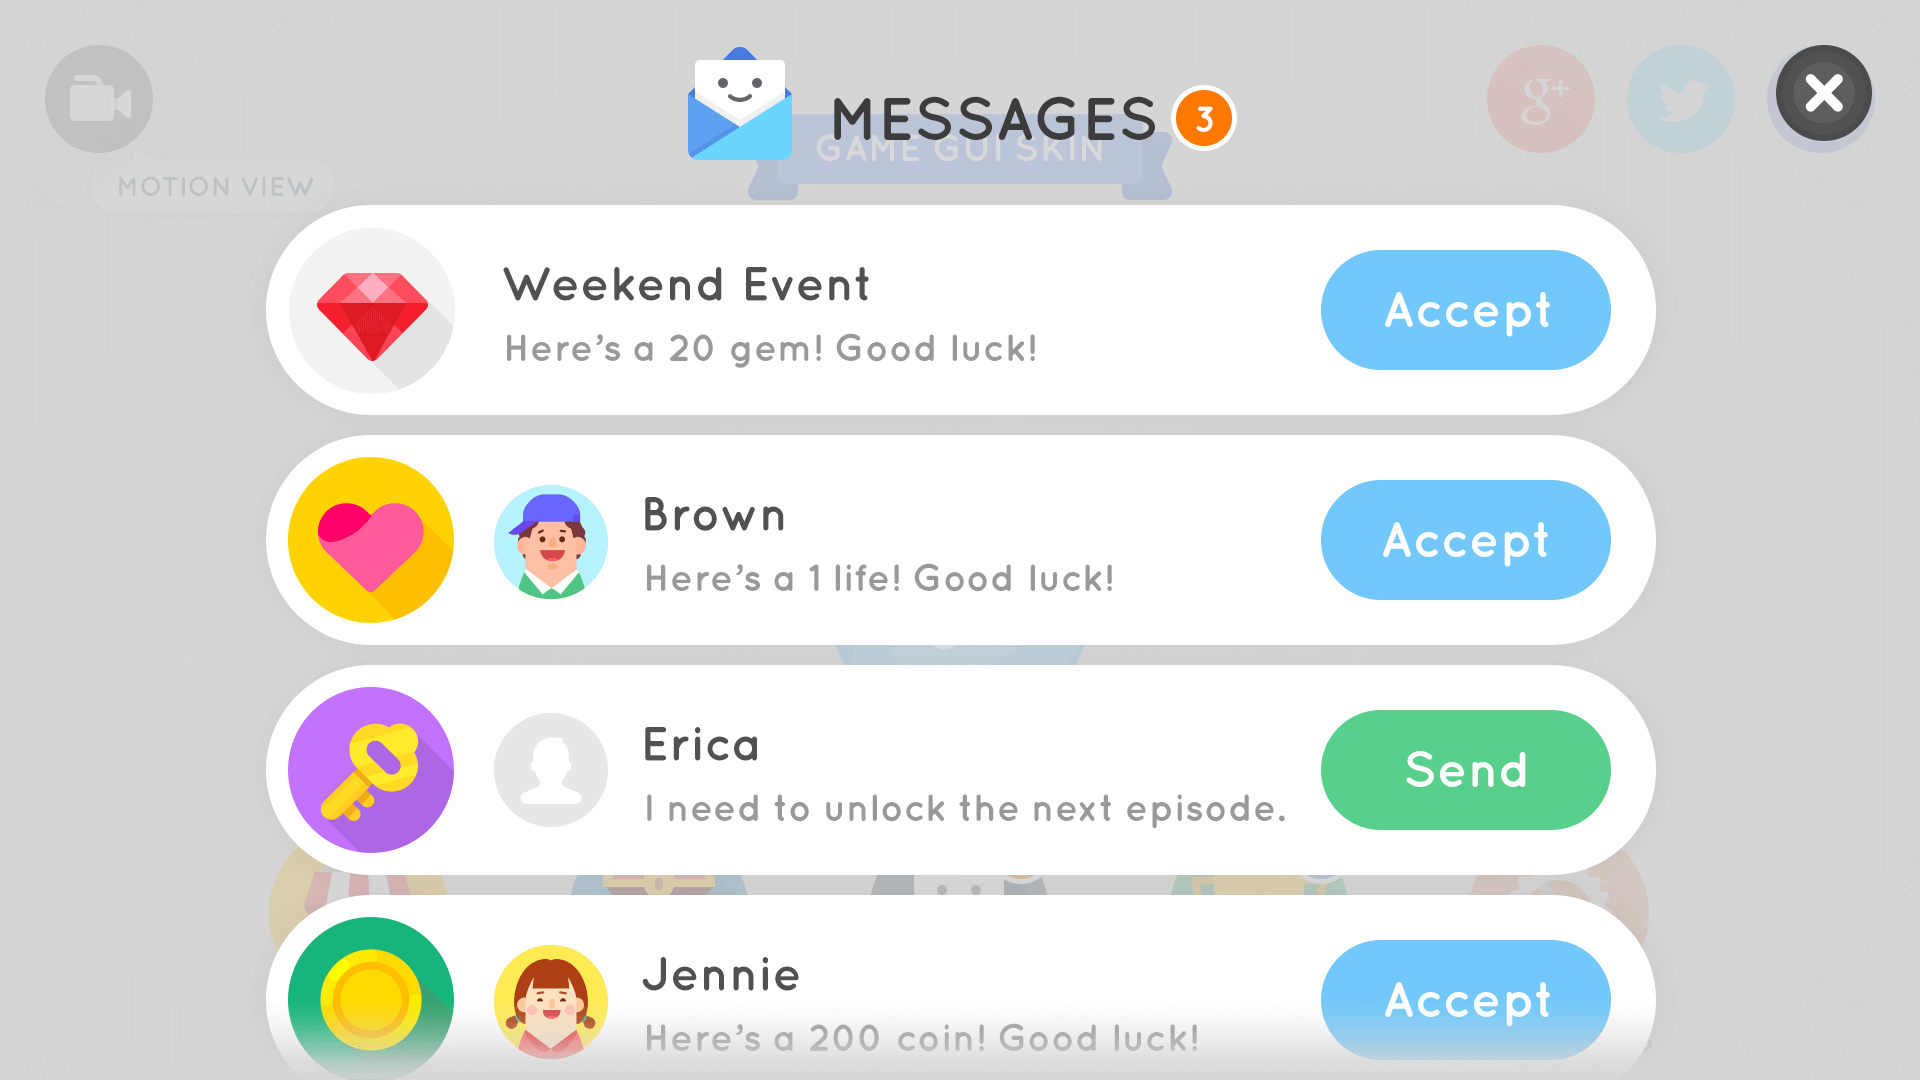 MESSAGES 3
GAME GUI SKIN
g+
MOTION VIEW
Weekend Event
Here's a 20 gem! Good luck!
Accept
Brown
Here's a 1 life! Good luck!
Accept
Erica
I need to unlock the next episode.
Send
Jennie
Here's a 200 coin! Good luck!
Accept